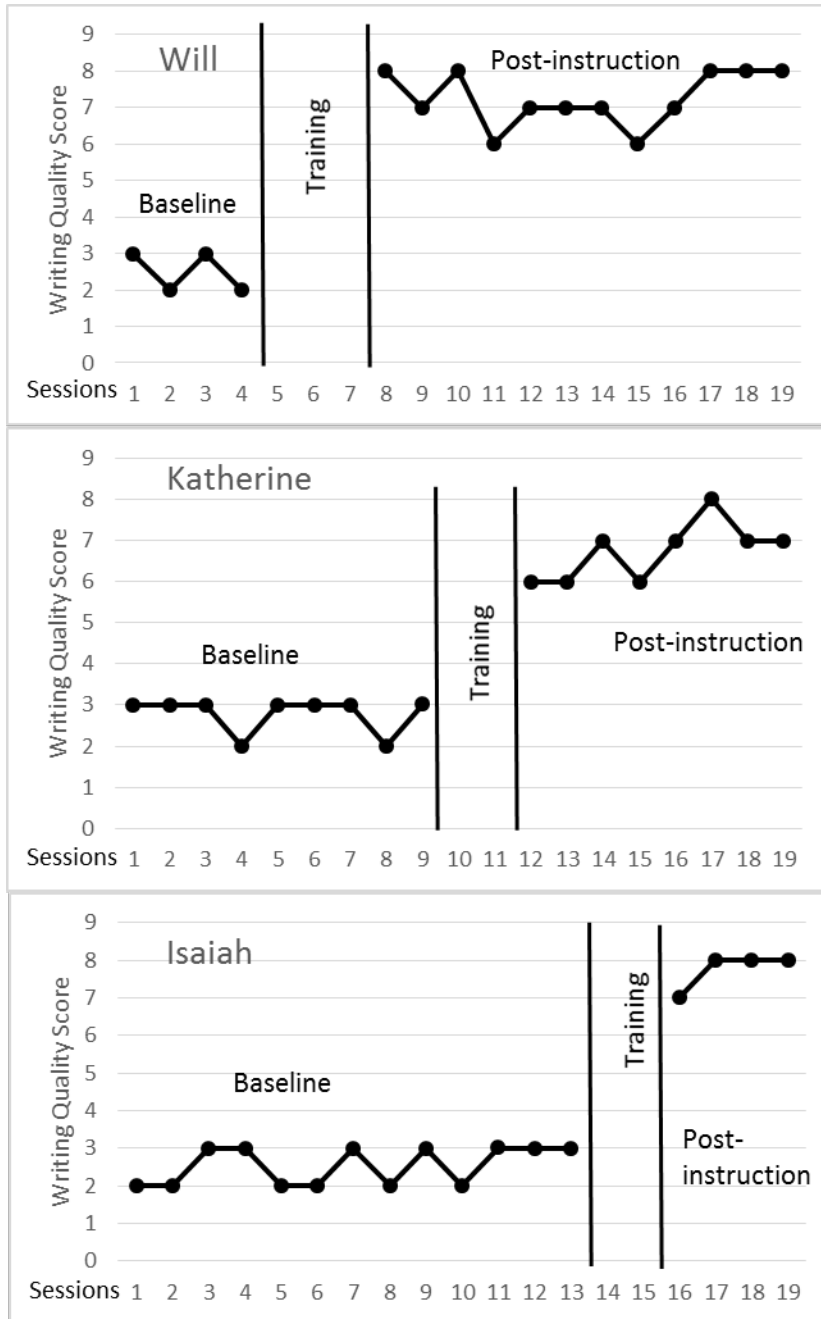 9
Will
Post-instruction
8
7
6
Training
5
Writing Quality Score
Baseline
4
3
2
1
0
Sessions 1 2 3 4 5 6 7 8 9 10 11 12 13 14 15 16 17 18 19
9
Katherine
8
7
6
Training
5
Writing Quality Score
Baseline
Post-instruction
4
3
2
1
0
Sessions 1 2 3 4 5 6 7 8 9 10 11 12 13 14 15 16 17 18 19
9
Isaiah
8
7
Training
6
Writing Quality Score
5
Baseline
4
3
Post-
instruction
2
1
0
Sessions 1 2 3 4 5 6 7 8 9 10 11 12 13 14 15 16 17 18 19